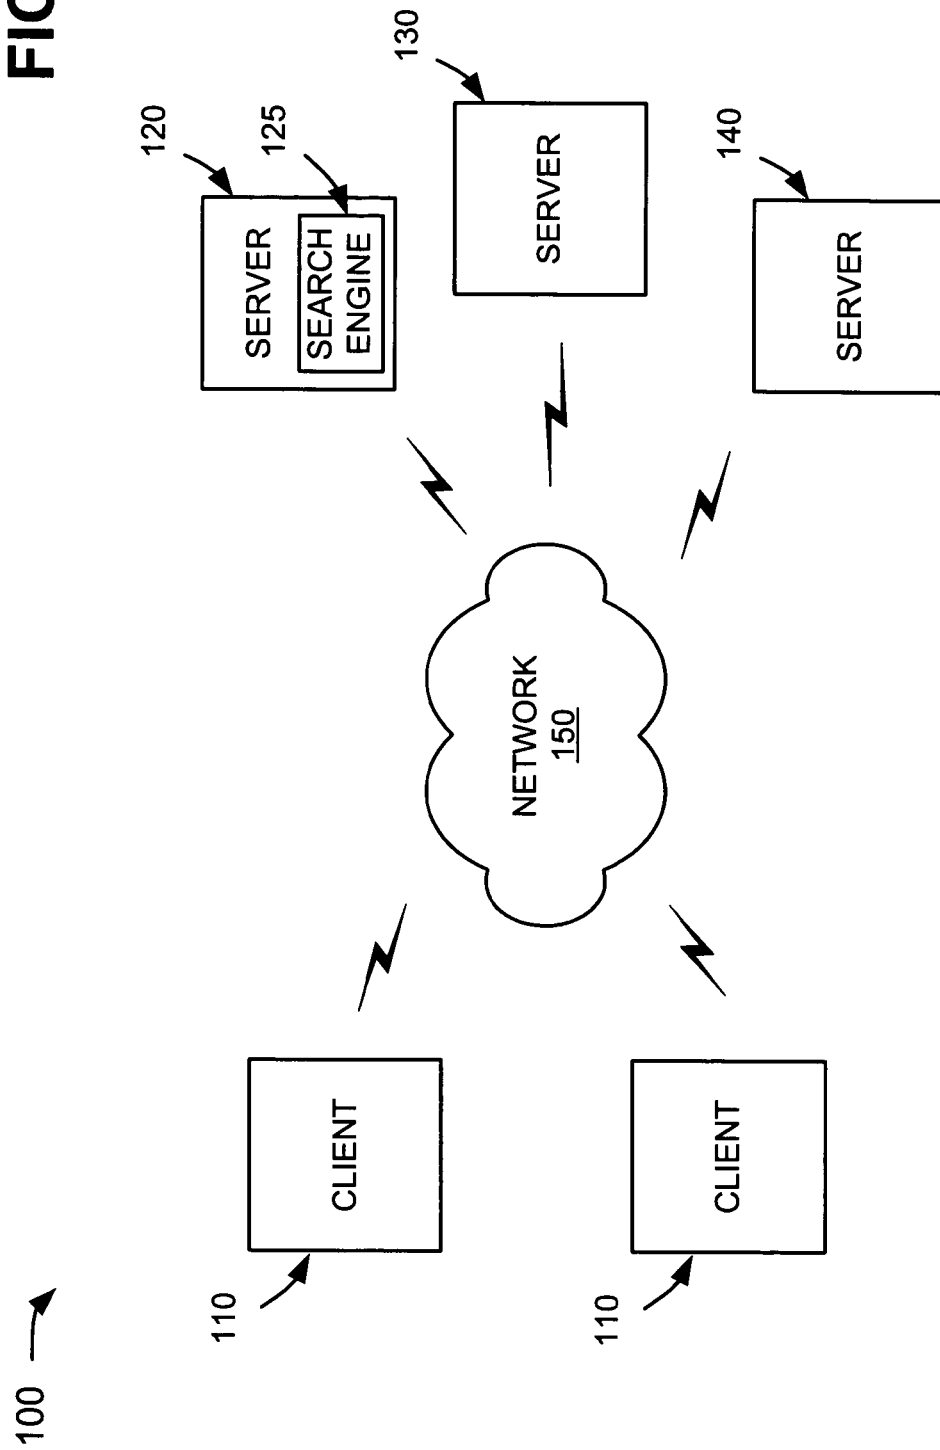 FIG
100
110
CLIENT
110
CLIENT
NETWORK
150
120
SERVER
125
SEARCH
ENGINE
130
SERVER
140
SERVER